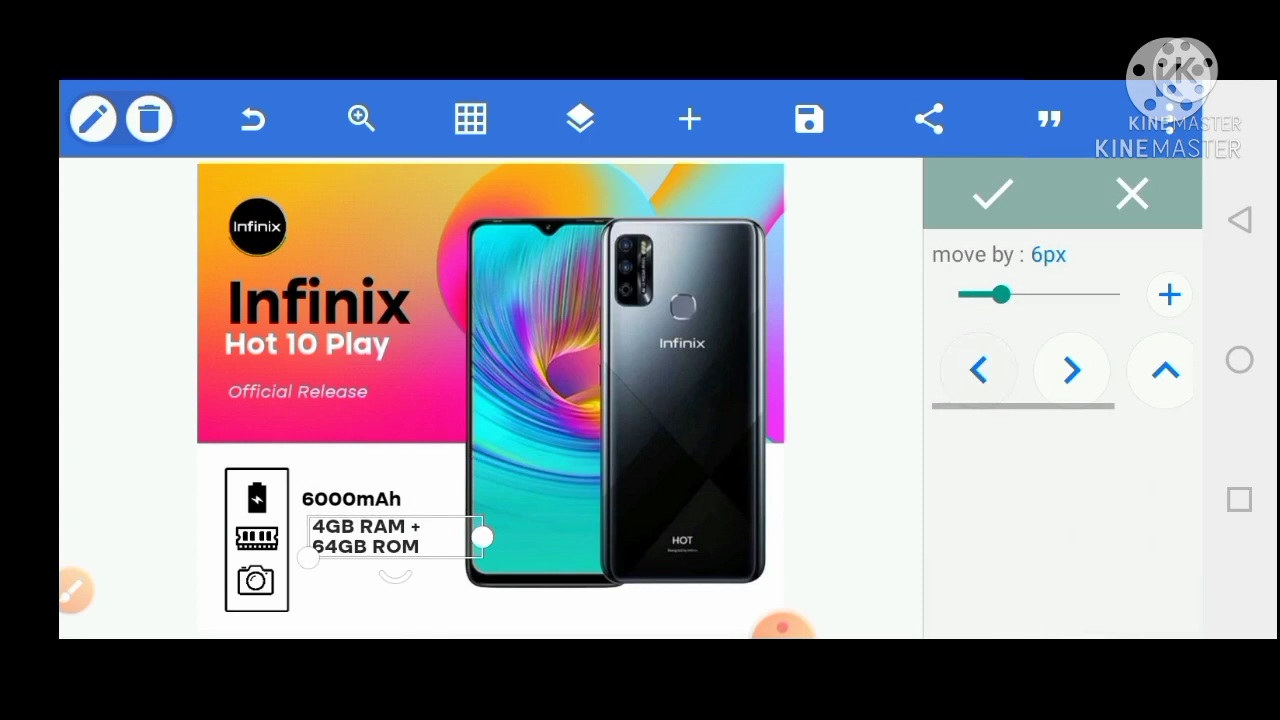 KINEMASTER
KINEMASTER
Infinix
Infinix
Hot 10 Play
Official Release
6000mAh
4GB RAM +
64GB ROM
Infinix
HOT
move by : 6px